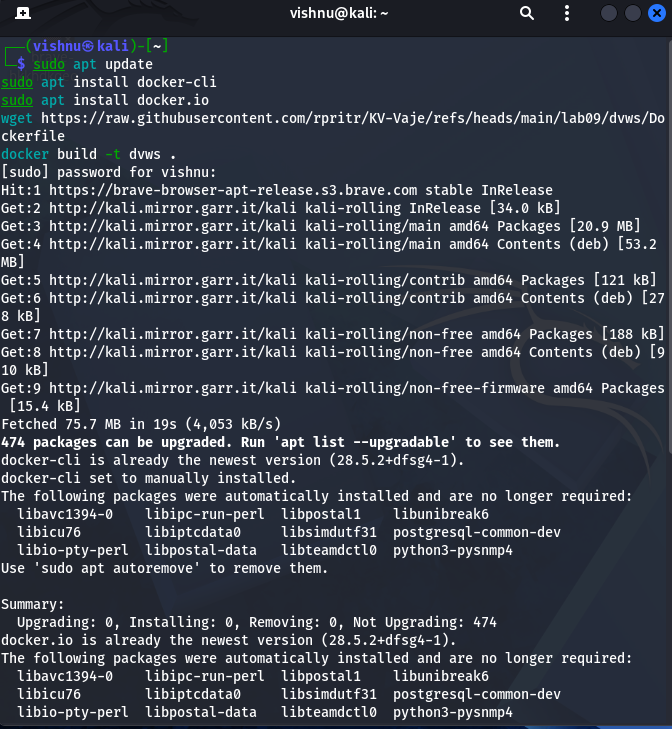 vishnu@kali: ~
(vishnu㉿kali)-[~]
$ sudo apt update
sudo apt install docker-cli
sudo apt install docker.io
wget https://raw.githubusercontent.com/rpritr/KV-Vaje/refs/heads/main/lab09/dvws/Do
ckerfile
docker build -t dvws .
[sudo] password for vishnu:
Hit:1 https://brave-browser-apt-release.s3.brave.com stable InRelease
Get:2 http://kali.mirror.garr.it/kali kali-rolling InRelease [34.0 kB]
Get:3 http://kali.mirror.garr.it/kali kali-rolling/main amd64 Packages [20.9 MB]
Get:4 http://kali.mirror.garr.it/kali kali-rolling/main amd64 Contents (deb) [53.2
MB]
Get:5 http://kali.mirror.garr.it/kali kali-rolling/contrib amd64 Packages [121 kB]
Get:6 http://kali.mirror.garr.it/kali kali-rolling/contrib amd64 Contents (deb) [27
8 kB]
Get:7 http://kali.mirror.garr.it/kali kali-rolling/non-free amd64 Packages [188 kB]
Get:8 http://kali.mirror.garr.it/kali kali-rolling/non-free amd64 Contents (deb) [9
10 kB]
Get:9 http://kali.mirror.garr.it/kali kali-rolling/non-free-firmware amd64 Packages
[15.4 kB]
Fetched 75.7 MB in 19s (4,053 kB/s)
474 packages can be upgraded. Run 'apt list --upgradable' to see them.
docker-cli is already the newest version (28.5.2+dfsg4-1).
docker-cli set to manually installed.
The following packages were automatically installed and are no longer required:
libavc1394-0 libipc-run-perl libpostal1 libunibreak6
libicu76 libiptcdata0 libsimdutf31 postgresql-common-dev
libio-pty-perl libpostal-data libteamdctl0 python3-pysnmp4
Use 'sudo apt autoremove' to remove them.
Summary:
Upgrading: 0, Installing: 0, Removing: 0, Not Upgrading: 474
docker.io is already the newest version (28.5.2+dfsg4-1).
The following packages were automatically installed and are no longer required:
libavc1394-0 libipc-run-perl libpostal1 libunibreak6
libicu76 libiptcdata0 libsimdutf31 postgresql-common-dev
libio-pty-perl libpostal-data libteamdctl0 python3-pysnmp4